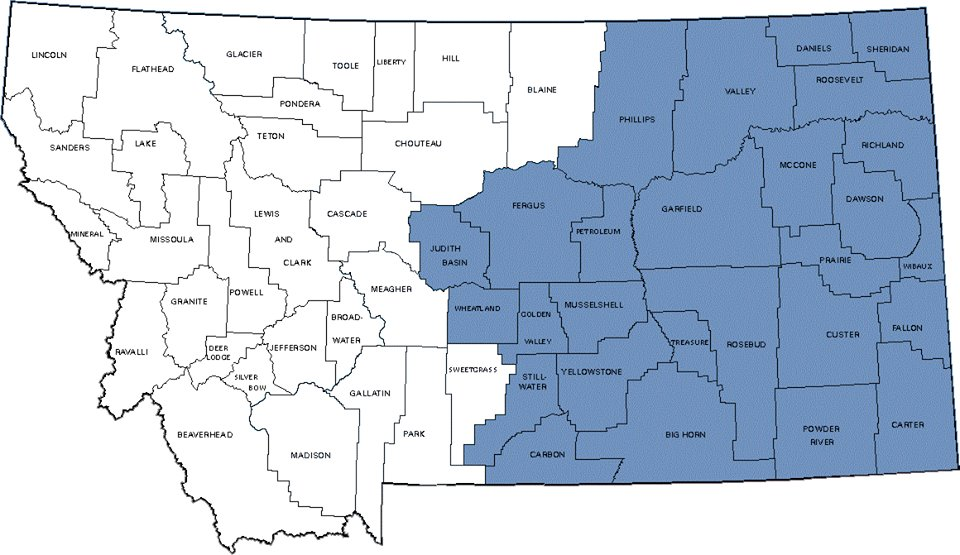 LINCOLN
FLATHEAD
GLACIER
TOOLE
LIBERTY
HILL
BLAINE
PHILLIPS
VALLEY
DANIELS
SHERIDAN
ROOSEVELT
PONDERA
TETON
CHOUTEAU
SANDERS
LAKE
MCCONE
RICHLAND
DAWSON
GARFIELD
FERGUS
PETROLEUM
JUDITH
BASIN
CASCADE
LEWIS
AND
CLARK
MINERAL
MISSOULA
POWELL
GRANITE
MEAGHER
BROAD-
WATER
WHEATLAND
GOLDEN
VALLEY
MUSSELSHELL
PRAIRIE
WIBAUX
FALLON
CUSTER
ROSEBUD
TREASURE
RAVALLI
DEER
LODGE
JEFFERSON
SILVER
BOW
GALLATIN
PARK
SWEETGRASS
STILL-
WATER
YELLOWSTONE
BEAVERHEAD
MADISON
CARBON
BIG HORN
POWDER
RIVER
CARTER